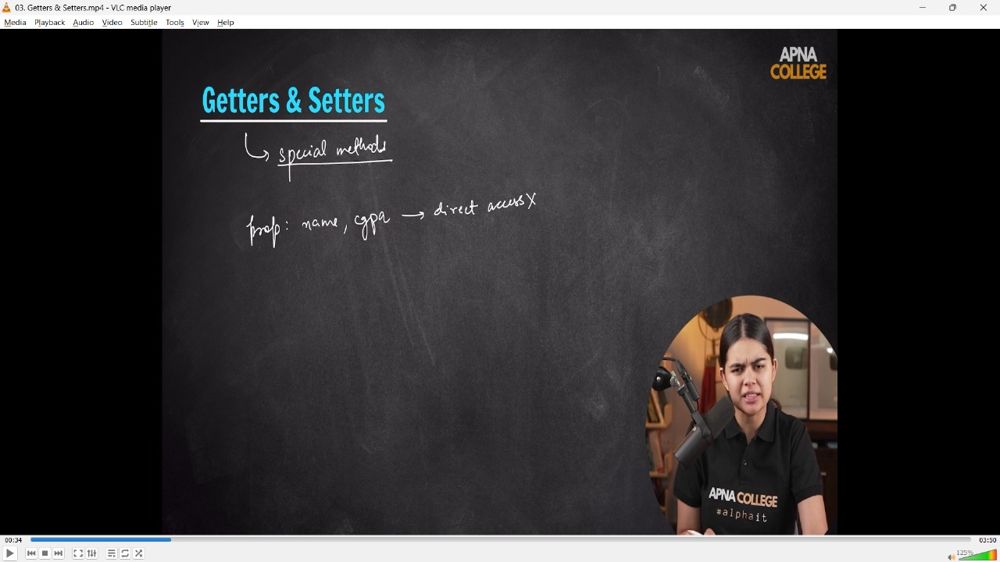 03. Getters & Setters.mp4 - VLC media player
Media Playback Audio Video Subtitle Tools View Help
APNA
COLLEGE
Getters & Setters
special methods
prop: name, cgpa → direct access X
APNA COLLEGE
#alphait
00:34
03:50
125%